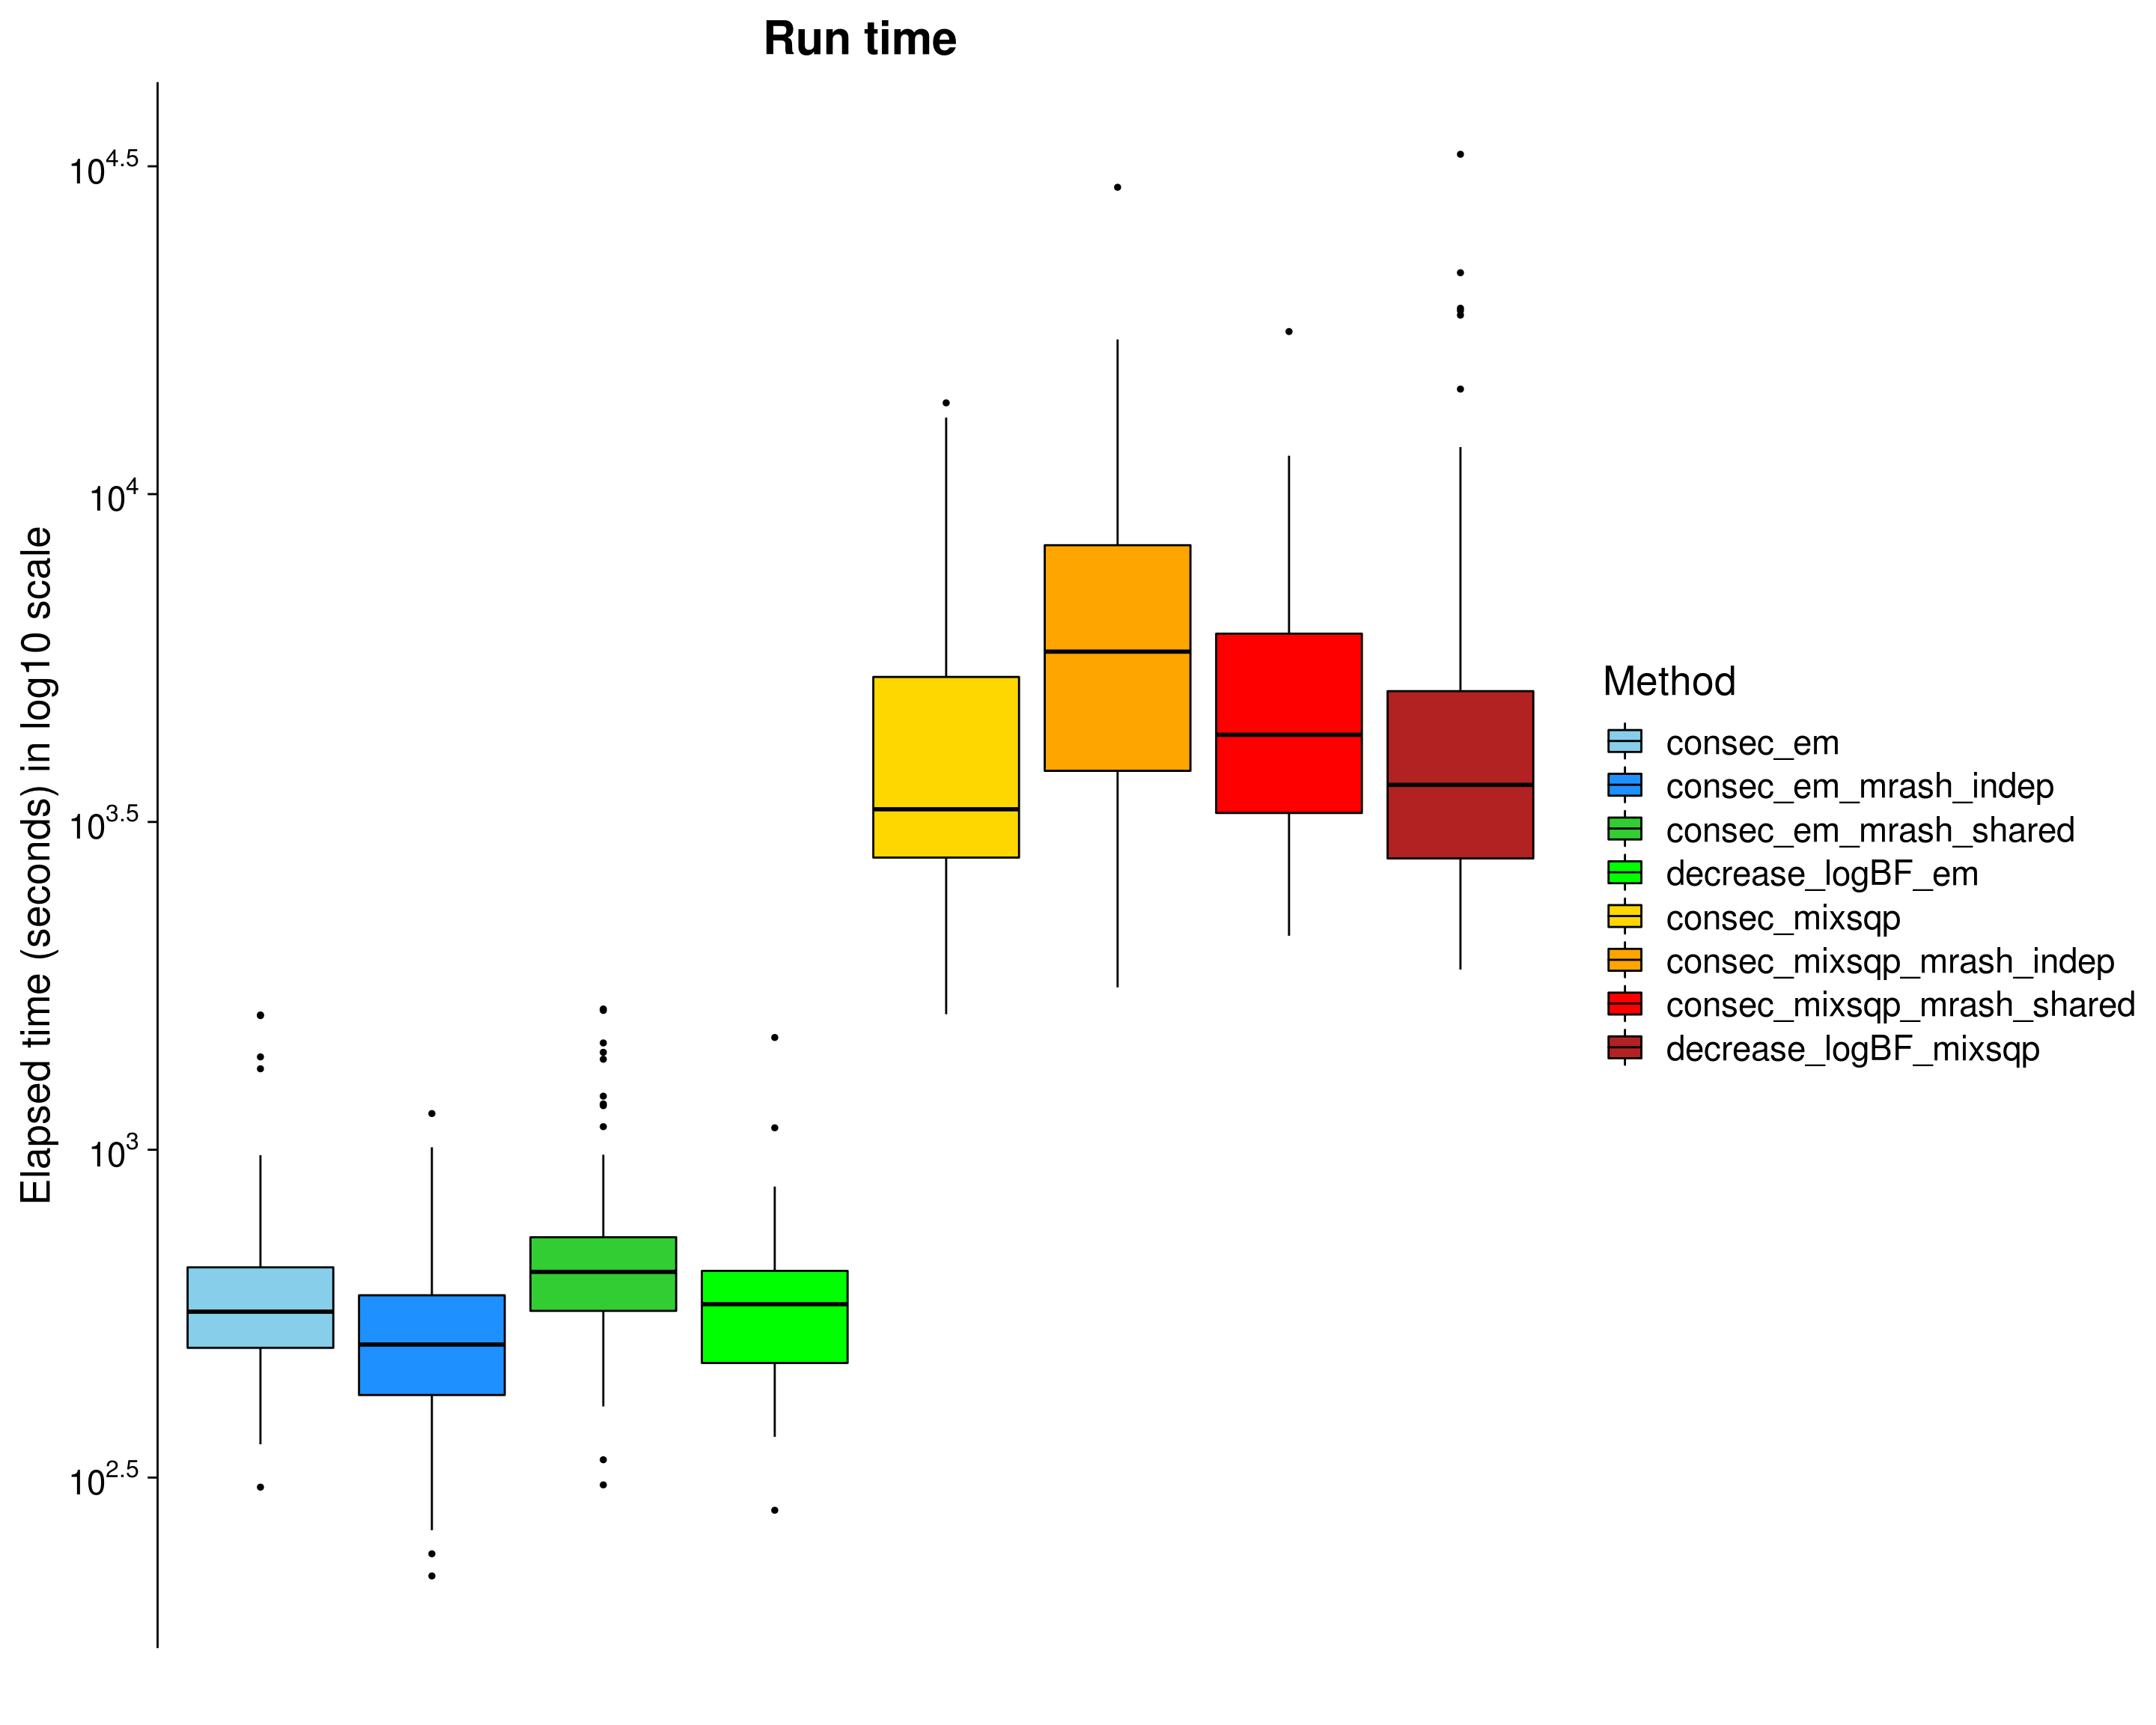 Run time
Elapsed time (seconds) in log10 scale
10^4.5
10^4
10^3.5
10^3
10^2.5
Method
consec_em
consec_em_mrash_indep
consec_em_mrash_shared
decrease_logBF_em
consec_mixsqp
consec_mixsqp_mrash_indep
consec_mixsqp_mrash_shared
decrease_logBF_mixsqp